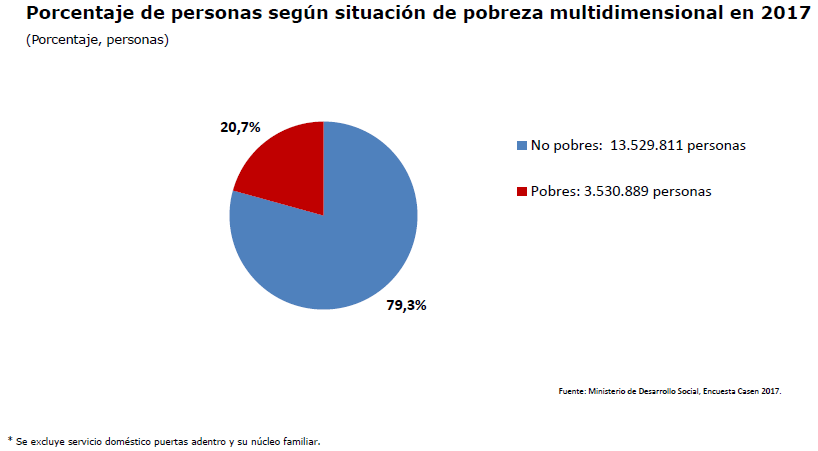 Porcentaje de personas según situación de pobreza multidimensional en 2017
(Porcentaje, personas)
20,7%
No pobres:  13.529.811 personas
Pobres: 3.530.889 personas
79,3%
Fuente: Ministerio de Desarrollo Social, Encuesta Casen 2017.
* Se excluye servicio doméstico puertas adentro y su núcleo familiar.